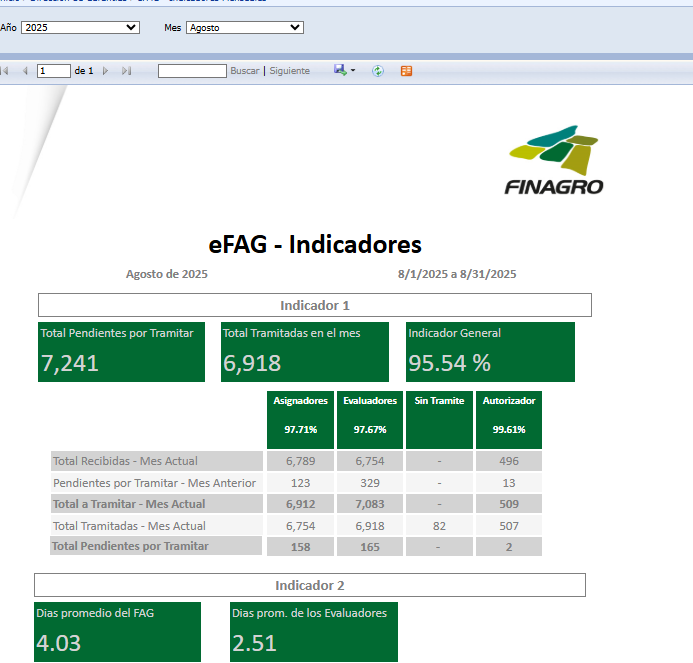 Año 2025 Mes Agosto
1 de 1 Buscar | Siguiente
FINAGRO
eFAG - Indicadores
Agosto de 2025 8/1/2025 a 8/31/2025
Indicador 1
Total Pendientes por Tramitar Total Tramitadas en el mes Indicador General
7,241 6,918 95.54 %
Asignadores Evaluadores Sin Tramite Autorizador
97.71% 97.67% 99.61%
Total Recibidas - Mes Actual 6,789 6,754 - 496
Pendientes por Tramitar - Mes Anterior 123 329 - 13
Total a Tramitar - Mes Actual 6,912 7,083 - 509
Total Tramitadas - Mes Actual 6,754 6,918 82 507
Total Pendientes por Tramitar 158 165 - 2
Indicador 2
Dias promedio del FAG Dias prom. de los Evaluadores
4.03 2.51